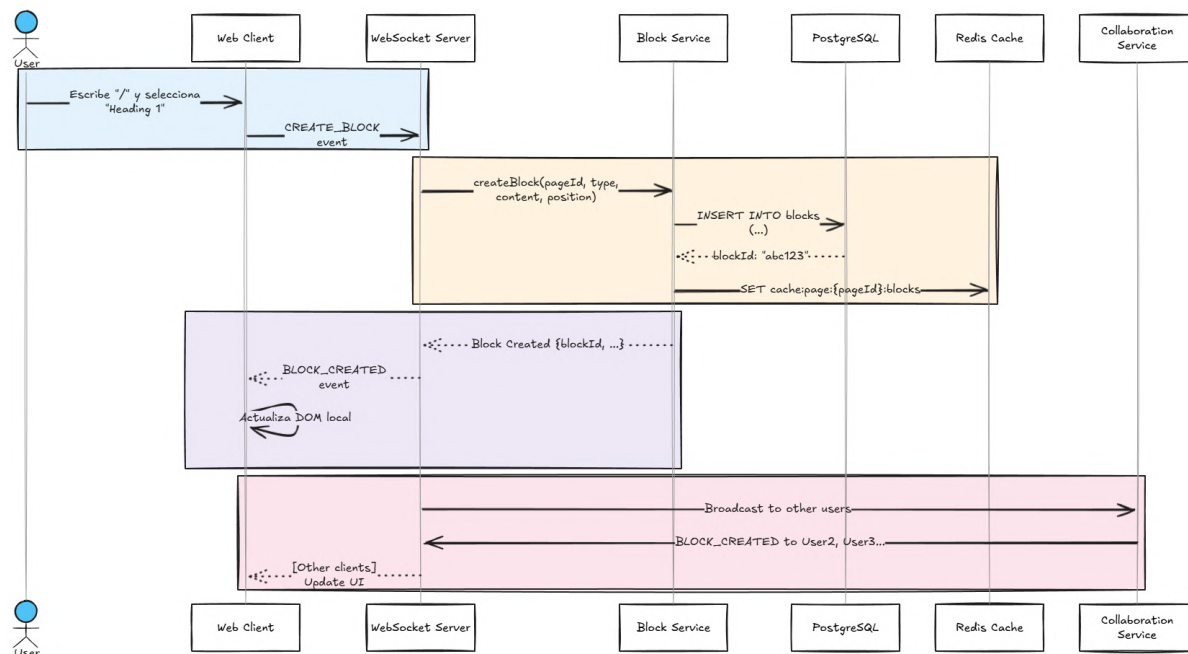 Web Client
WebSocket Server
Block Service
PostgreSQL
Redis Cache
Collaboration
Service
User
Escribe "/" y selecciona
"Heading 1"
CREATE_BLOCK
event
createBlock(pageId, type,
content, position)
INSERT INTO blocks
(...)
blockId: "abc123"
SET cache:page:{pageId}:blocks
Block Created {blockId, ...}
BLOCK_CREATED
event
Actualiza DOM local
Broadcast to other users
BLOCK_CREATED to User2, User3...
[Other clients]
Update UI
Web Client
WebSocket Server
Block Service
PostgreSQL
Redis Cache
Collaboration
Service
User